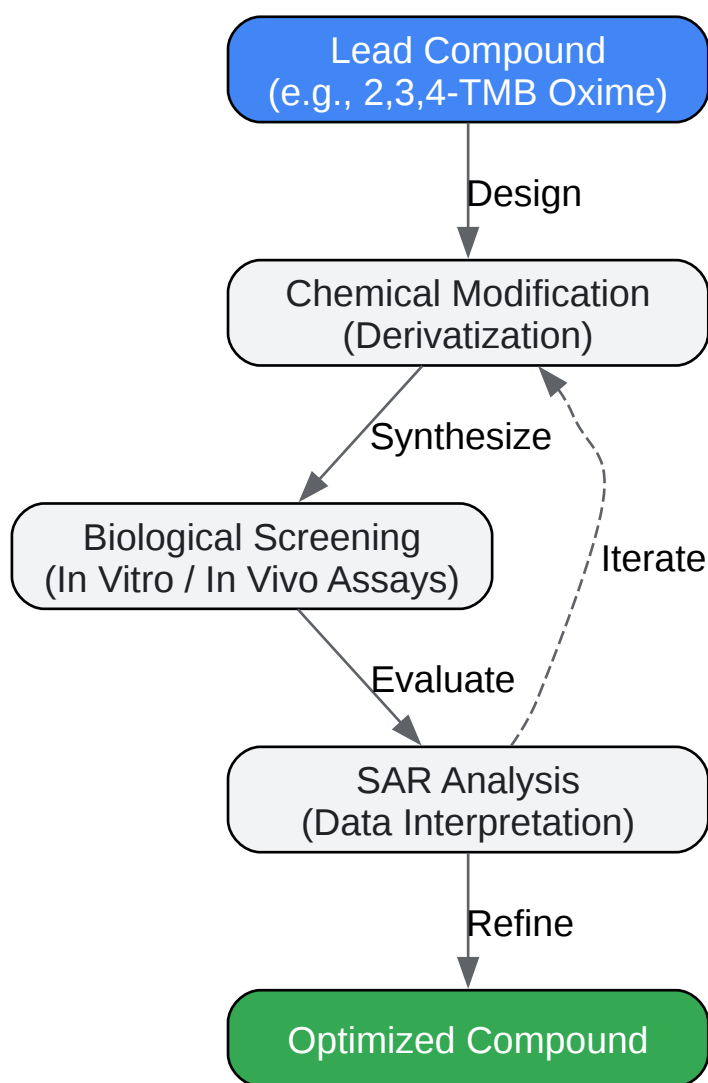 Lead Compound
(e.g., 2,3,4-TMB Oxime)
Design
Chemical Modification
(Derivatization)
Synthesize
Biological Screening
(In Vitro / In Vivo Assays)
Iterate
Evaluate
SAR Analysis
(Data Interpretation)
Refine
Optimized Compound